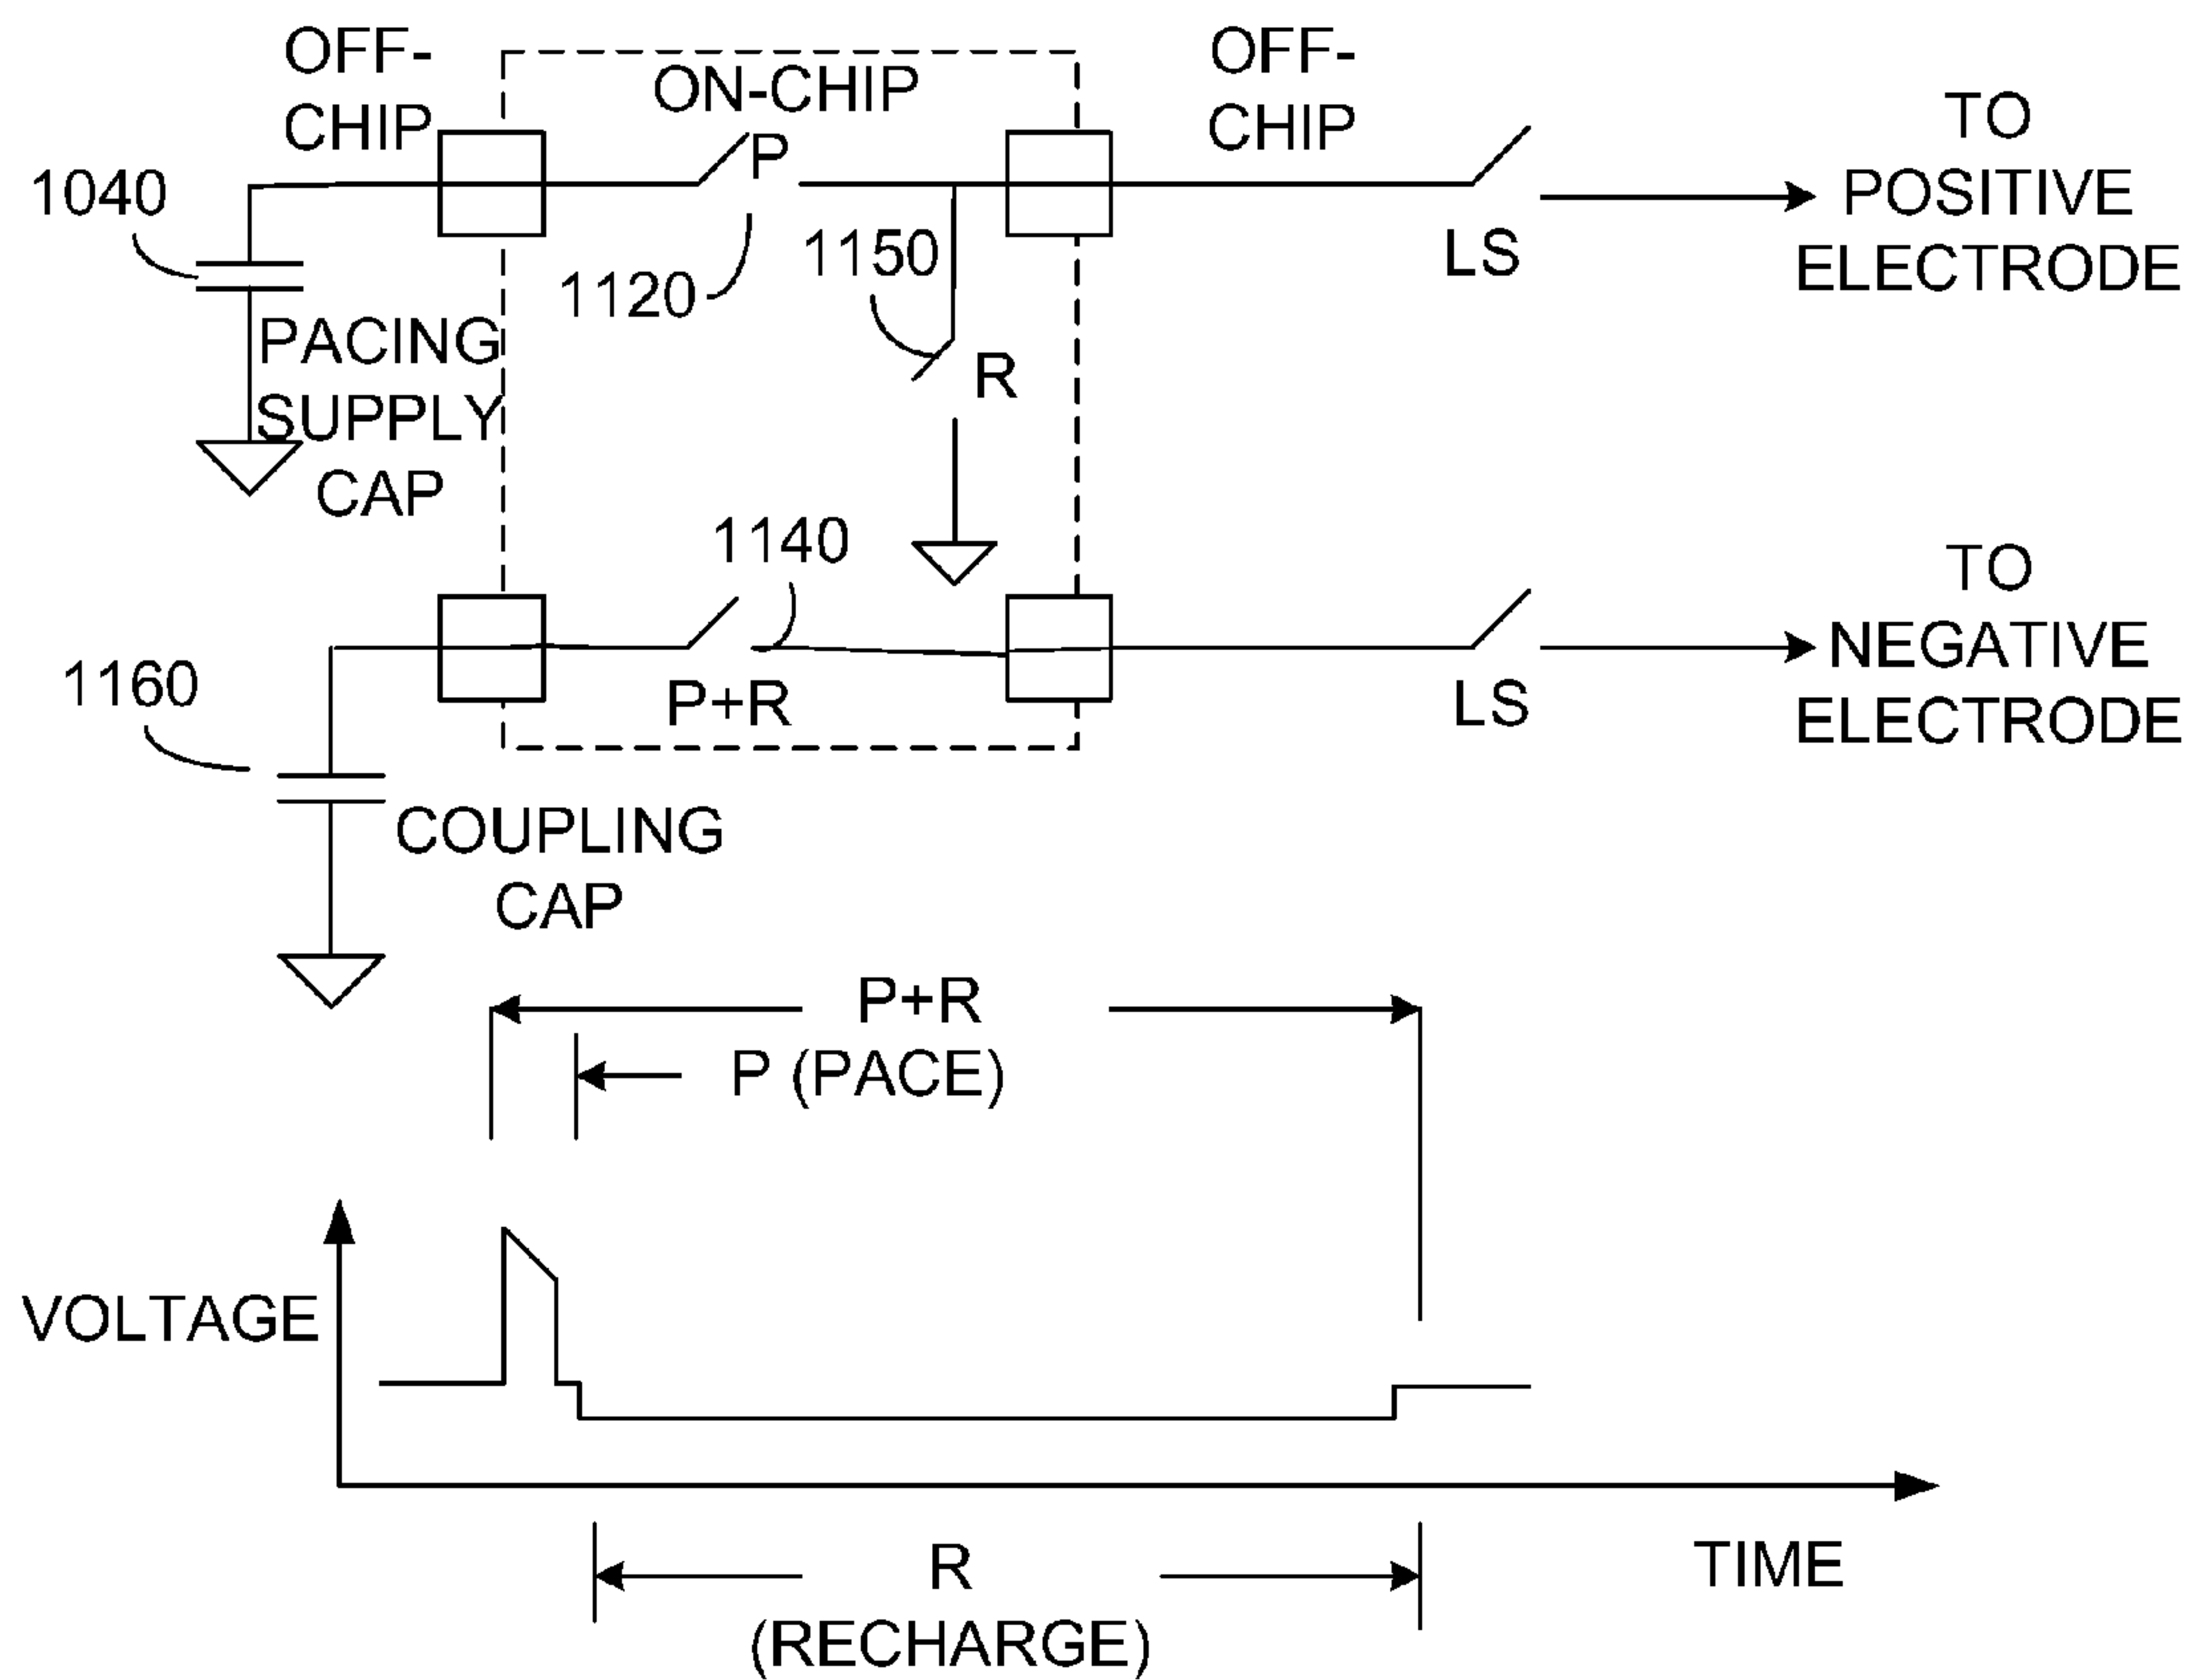 OFF-
CHIP
ON-CHIP
OFF-
CHIP
TO
POSITIVE
ELECTRODE
1040
P
1120
1150
LS
PACING
SUPPLY
CAP
R
1140
TO
NEGATIVE
ELECTRODE
1160
P+R
LS
COUPLING
CAP
P+R
P (PACE)
VOLTAGE
R
(RECHARGE)
TIME